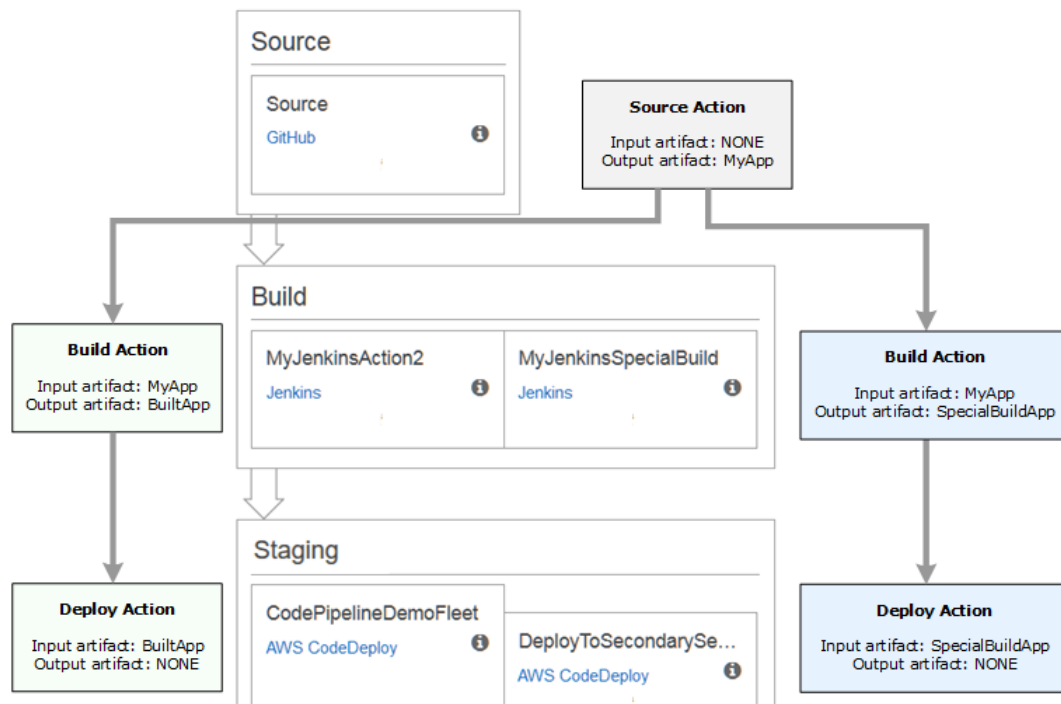 Source
Source
GitHub
Source Action
Input artifact: NONE
Output artifact: MyApp
Build
MyJenkinsAction2
Jenkins
MyJenkinsSpecialBuild
Jenkins
Build Action
Input artifact: MyApp
Output artifact: BuiltApp
Build Action
Input artifact: MyApp
Output artifact: SpecialBuildApp
Staging
CodePipelineDemoFleet
AWS CodeDeploy
DeployToSecondarySe...
AWS CodeDeploy
Deploy Action
Input artifact: BuiltApp
Output artifact: NONE
Deploy Action
Input artifact: SpecialBuildApp
Output artifact: NONE